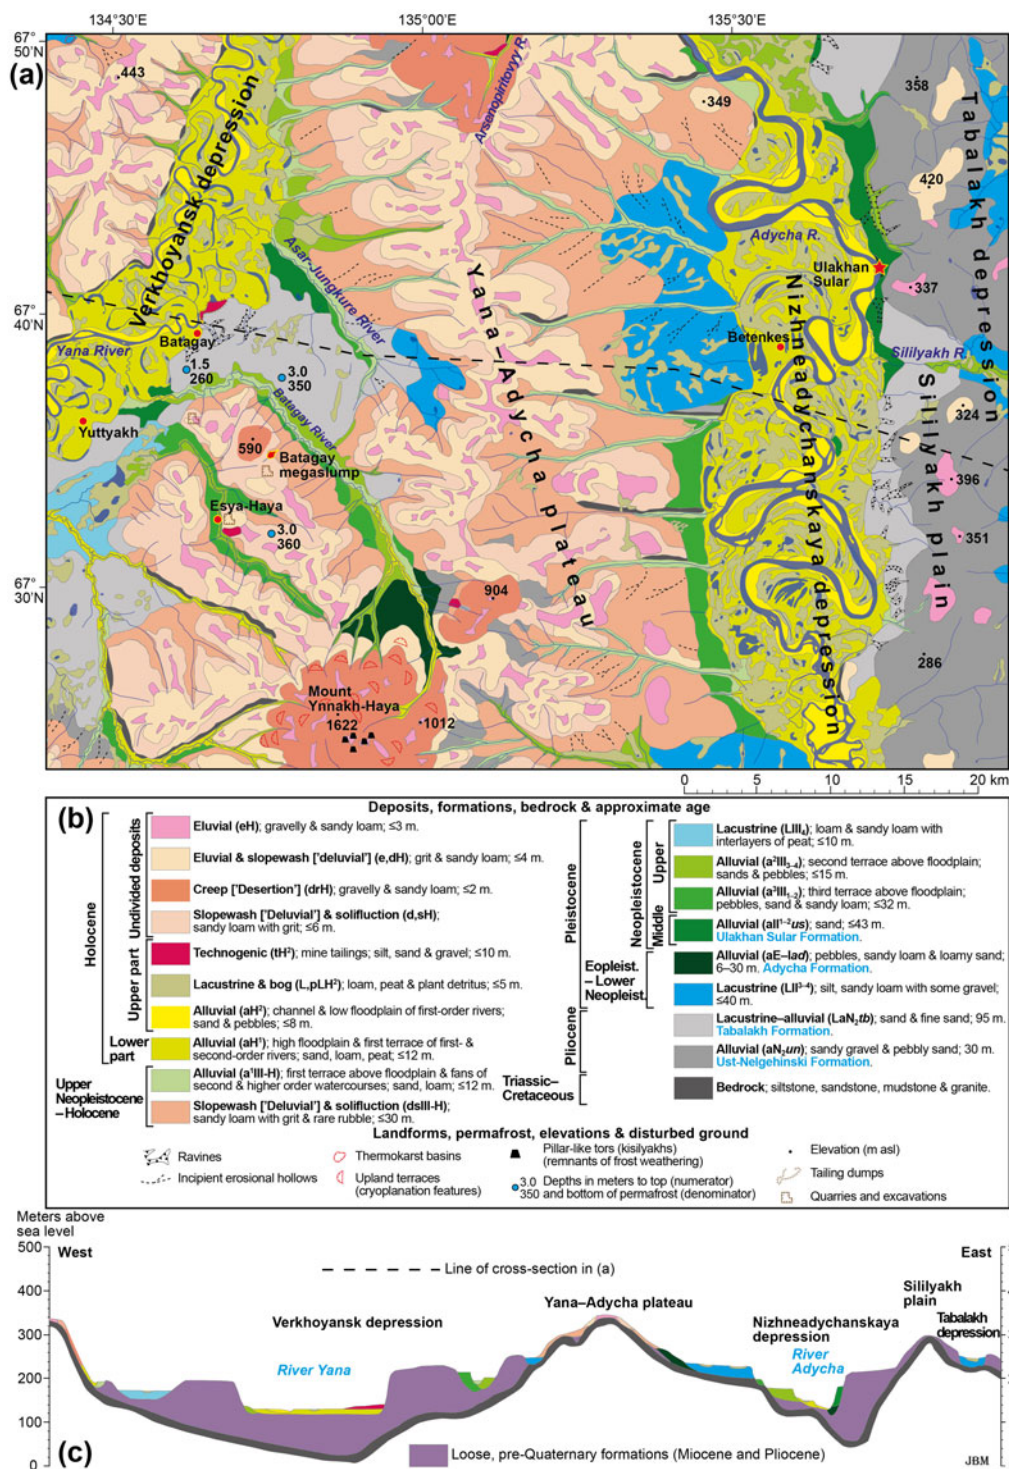 134°30'E
135°00'E
135°30'E
67°
50'N
(a)
443
Verkhoyansk depression
Arsenopiritovyy R.
349
358
Tabalakh depression
420
Asar-Jungkure River
Yana–Adycha plateau
Adycha R.
Ulakhan
Sular
337
Nizhneadychanskaya depression
67°
40'N
Yana River
Batagay
Betenkes
Sililyakh R.
1.5
260
3.0
350
Sililyakh plain
324
Batagay River
Yuttyakh
590
Batagay
megaslump
396
Esya-Haya
3.0
360
351
67°
30'N
904
286
Mount
Ynnakh-Haya
1622
1012
0 5 10 15 20 km
(b)
Deposits, formations, bedrock & approximate age
Holocene
Undivided deposits
Eluvial (eH); gravelly & sandy loam; ≤3 m.
Eluvial & slopewash ['deluvial'] (e,dH); grit & sandy loam; ≤4 m.
Creep ['Desertion'] (drH); gravelly & sandy loam; ≤2 m.
Slopewash ['Deluvial'] & solifluction (d,sH);
sandy loam with grit; ≤6 m.
Upper part
Technogenic (tH²); mine tailings; silt, sand & gravel; ≤10 m.
Lacustrine & bog (L,pLH²); loam, peat & plant detritus; ≤5 m.
Alluvial (aH²); channel & low floodplain of first-order rivers;
sand & pebbles; ≤8 m.
Lower
part
Alluvial (aH¹); high floodplain & first terrace of first- &
second-order rivers; sand, loam, peat; ≤12 m.
Upper
Neopleistocene
–Holocene
Alluvial (a¹III-H); first terrace above floodplain & fans of
second & higher order watercourses; sand, loam; ≤12 m.
Slopewash ['Deluvial'] & solifluction (dsIII-H);
sandy loam with grit & rare rubble; ≤30 m.
Pleistocene
Neopleistocene
Upper
Lacustrine (LIII₄); loam & sandy loam with
interlayers of peat; ≤10 m.
Alluvial (a²III₃₋₄); second terrace above floodplain;
sands & pebbles; ≤15 m.
Alluvial (a²III₁₋₂); third terrace above floodplain;
pebbles, sand & sandy loam; ≤32 m.
Middle
Alluvial (aII¹⁻²us); sand; ≤43 m.
Ulakhan Sular Formation.
Eopleist.
– Lower
Neopleist.
Alluvial (aE–Iad); pebbles, sandy loam & loamy sand;
6–30 m. Adycha Formation.
Lacustrine (LII³⁻⁴); silt, sandy loam with some gravel;
≤40 m.
Pliocene
Lacustrine–alluvial (LaN₂tb); sand & fine sand; 95 m.
Tabalakh Formation.
Alluvial (aN₂un); sandy gravel & pebbly sand; 30 m.
Ust-Nelgehinski Formation.
Triassic–
Cretaceous
Bedrock; siltstone, sandstone, mudstone & granite.
Landforms, permafrost, elevations & disturbed ground
Ravines
Incipient erosional hollows
Thermokarst basins
Upland terraces
(cryoplanation features)
Pillar-like tors (kisilyakhs)
(remnants of frost weathering)
3.0
350
Depths in meters to top (numerator)
and bottom of permafrost (denominator)
Elevation (m asl)
Tailing dumps
Quarries and excavations
Meters above
sea level
500
400
300
200
100
0
West
East
Line of cross-section in (a)
Verkhoyansk depression
River Yana
Yana–Adycha plateau
Nizhneadychanskaya
depression
River
Adycha
Sililyakh
plain
Tabalakh
depression
(c)
Loose, pre-Quaternary formations (Miocene and Pliocene)
JBM